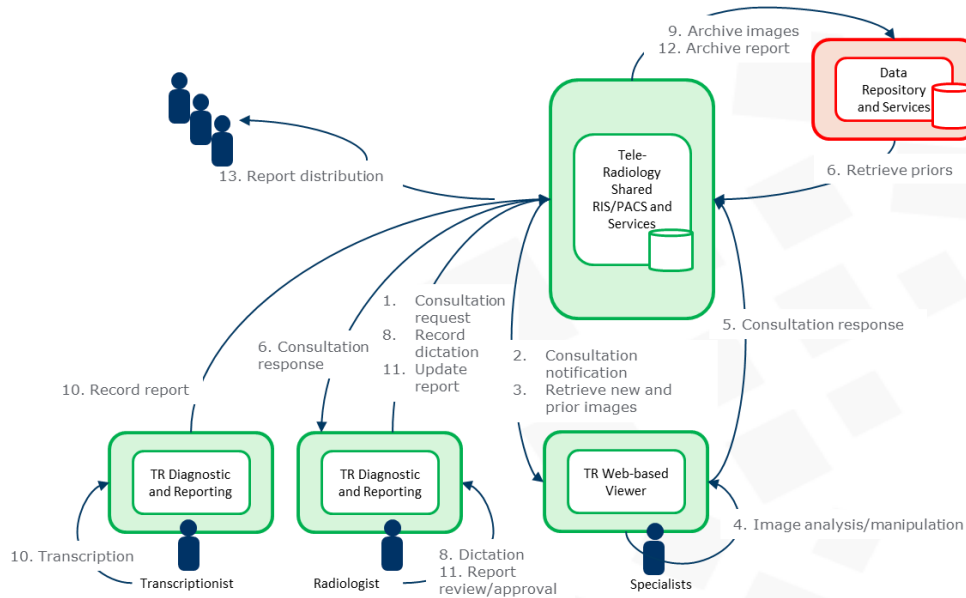 9. Archive images
12. Archive report
Data
Repository
and Services
6. Retrieve priors
13. Report distribution
Tele-
Radiology
Shared
RIS/PACS and
Services
1. Consultation
request
8. Record
dictation
11. Update
report
6. Consultation
response
10. Record report
2. Consultation
notification
3. Retrieve new and
prior images
5. Consultation response
TR Diagnostic
and Reporting
TR Diagnostic
and Reporting
TR Web-based
Viewer
10. Transcription
Transcriptionist
Radiologist
8. Dictation
11. Report
review/approval
4. Image analysis/manipulation
Specialists